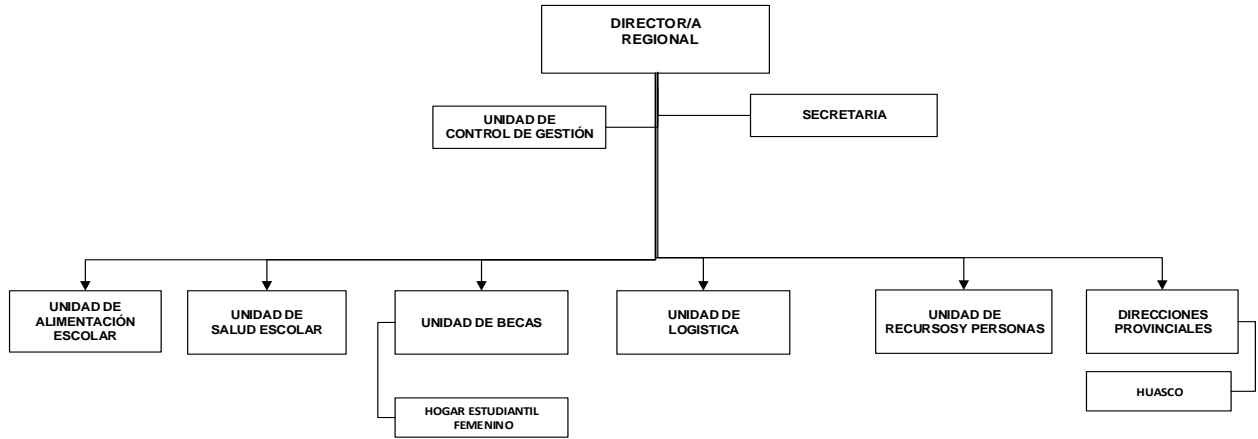 DIRECTOR/A
REGIONAL
UNIDAD DE
CONTROL DE GESTIÓN
SECRETARIA
UNIDAD DE
ALIMENTACIÓN
ESCOLAR
UNIDAD DE
SALUD ESCOLAR
UNIDAD DE BECAS
UNIDAD DE
LOGISTICA
UNIDAD DE
RECURSOSY PERSONAS
DIRECCIONES
PROVINCIALES
HOGAR ESTUDIANTIL
FEMENINO
HUASCO